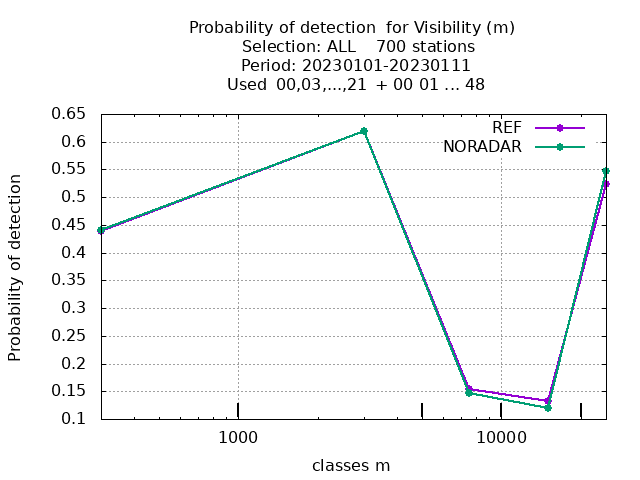 Probability of detection  for Visibility (m)
Selection: ALL    700 stations
Period: 20230101-20230111
Used  00,03,...,21  + 00 01 ... 48
REF
NORADAR
Probability of detection
0.65
0.6
0.55
0.5
0.45
0.4
0.35
0.3
0.25
0.2
0.15
0.1
1000
10000
classes m